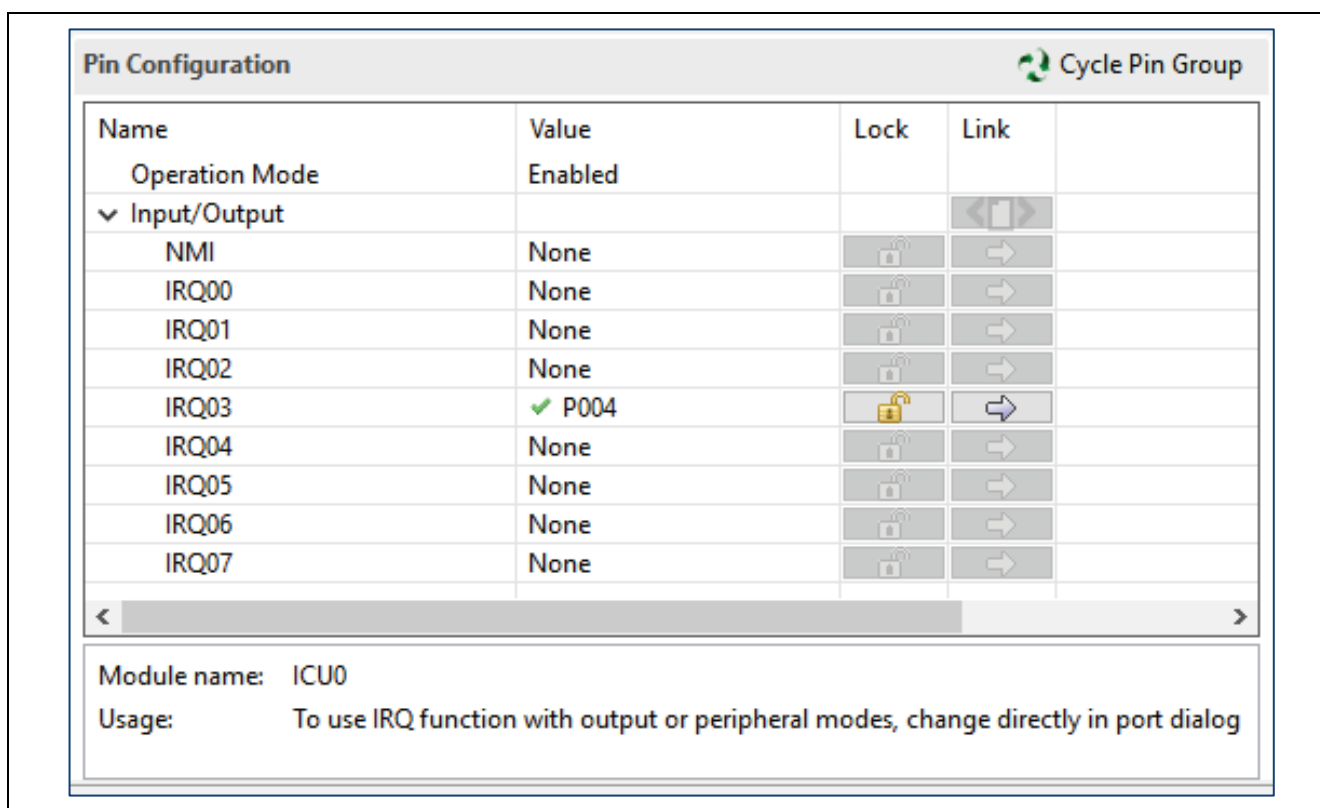 Pin Configuration Cycle Pin Group
Name Value Lock Link
Operation Mode Enabled
Input/Output
NMI None
IRQ00 None
IRQ01 None
IRQ02 None
IRQ03 P004
IRQ04 None
IRQ05 None
IRQ06 None
IRQ07 None
Module name: ICU0
Usage: To use IRQ function with output or peripheral modes, change directly in port dialog